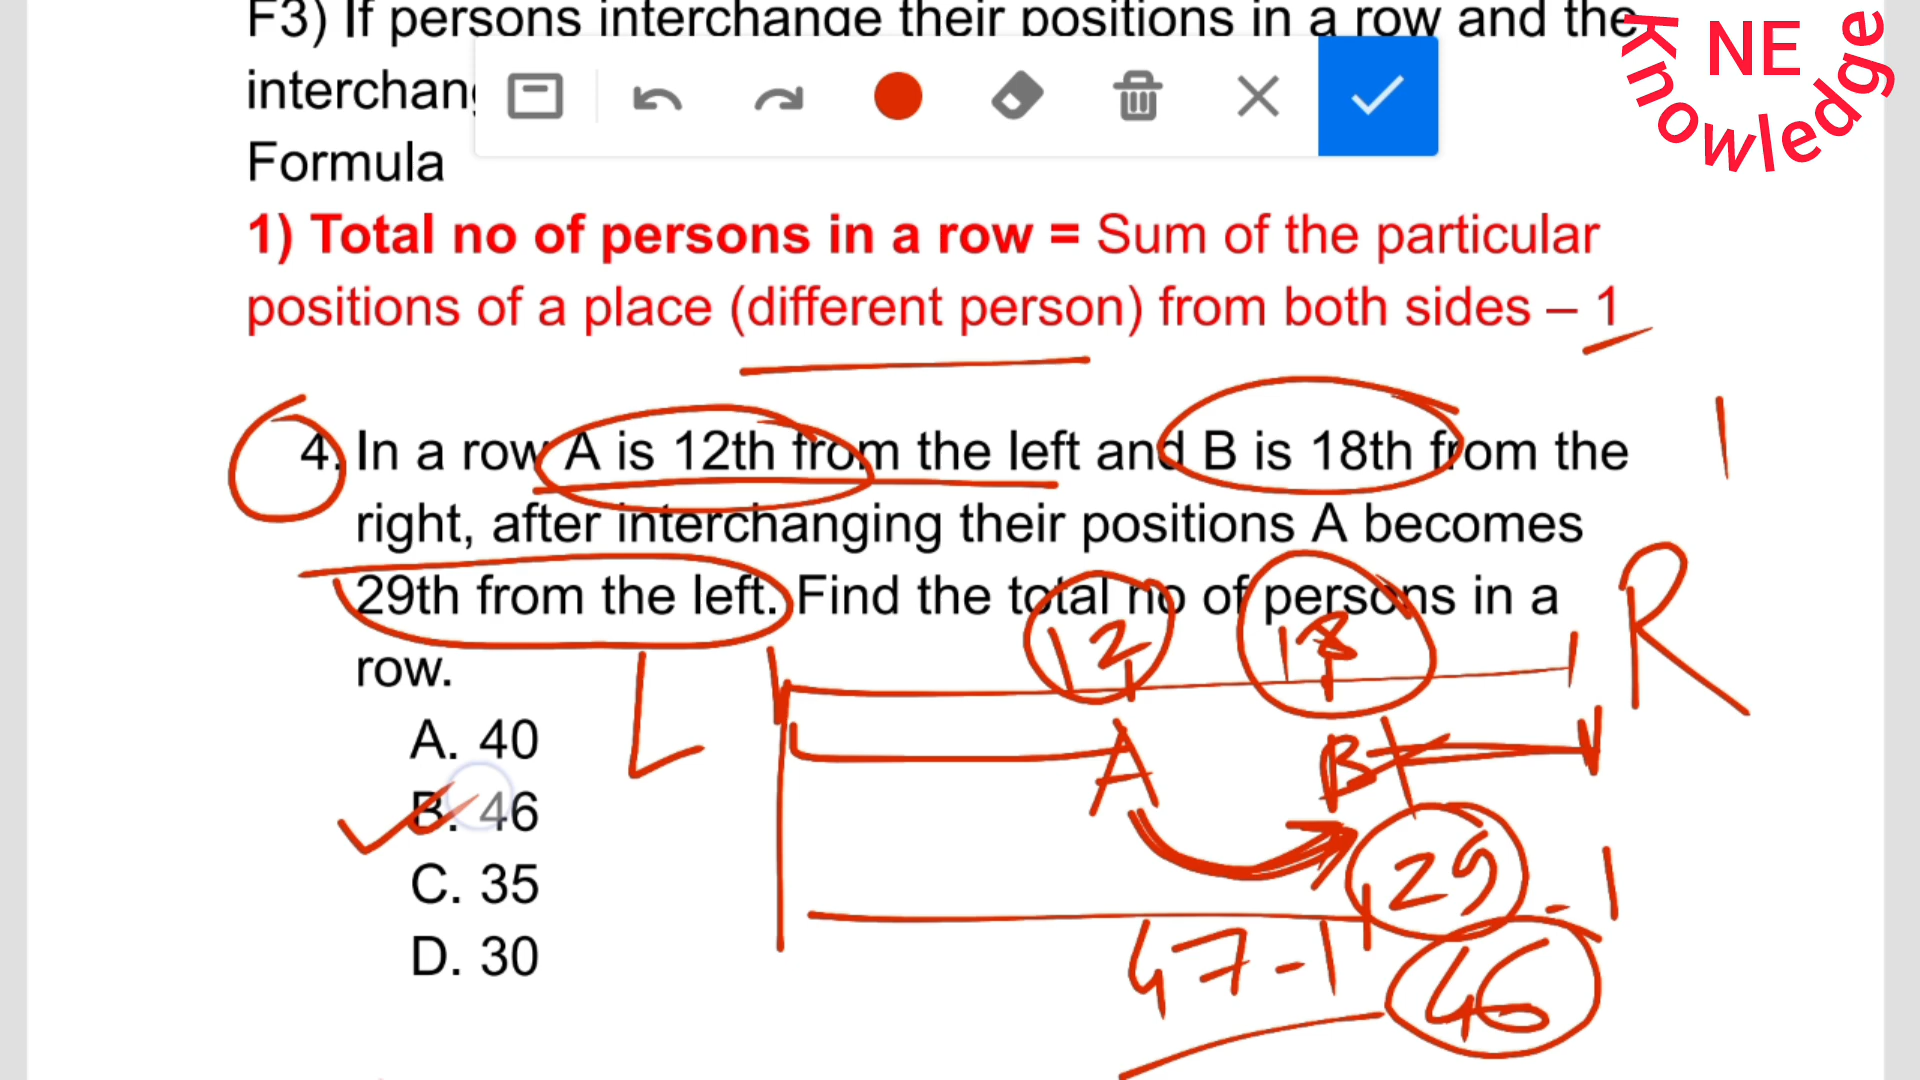 F3) If persons interchange their positions in a row and the
interchang
Formula
1) Total no of persons in a row = Sum of the particular
positions of a place (different person) from both sides – 1
4. In a row A is 12th from the left and B is 18th from the
right, after interchanging their positions A becomes
29th from the left. Find the total no of persons in a
row.
A. 40
B. 46
C. 35
D. 30
L
12
18
R
A
B
29 - 1
47-1
46
NE
Knowledge